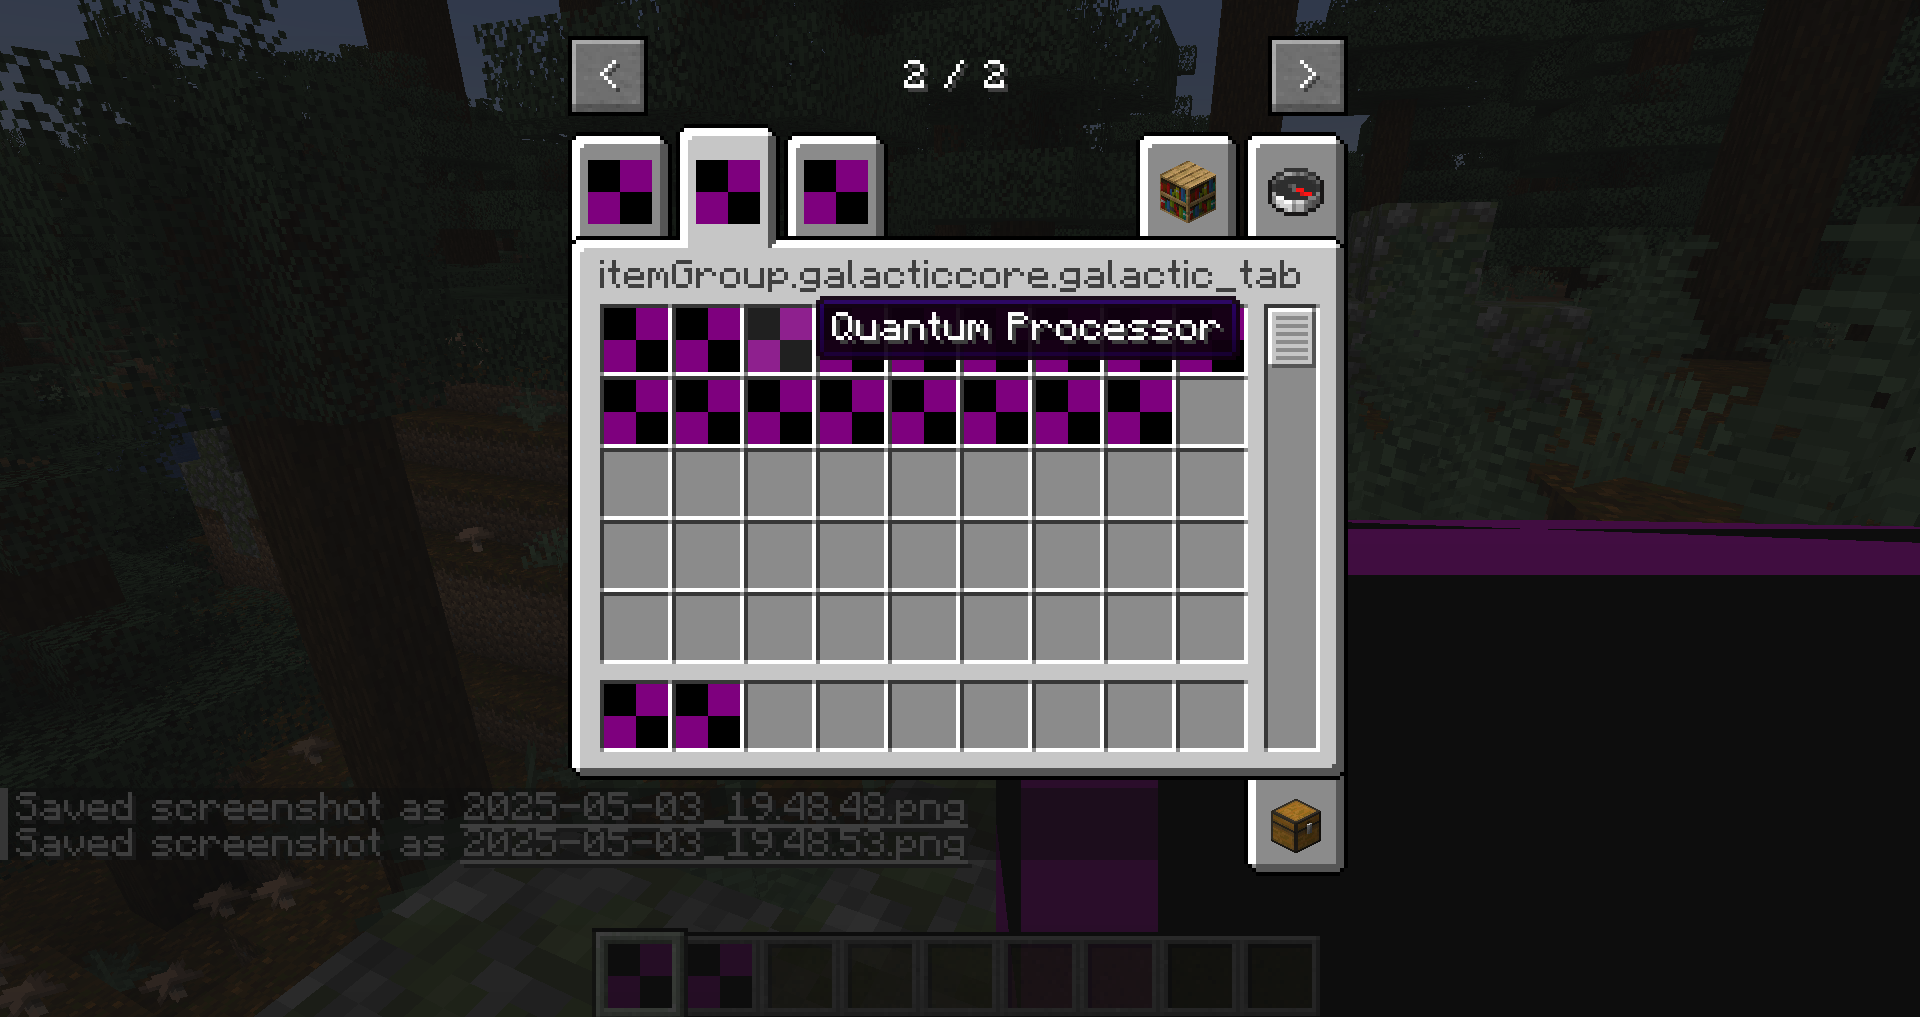 < 2 / 2 >
itemGroup.galacticcore.galactic_tab
Quantum Processor
Saved screenshot as 2025-05-03_19.48.48.png
Saved screenshot as 2025-05-03_19.48.53.png